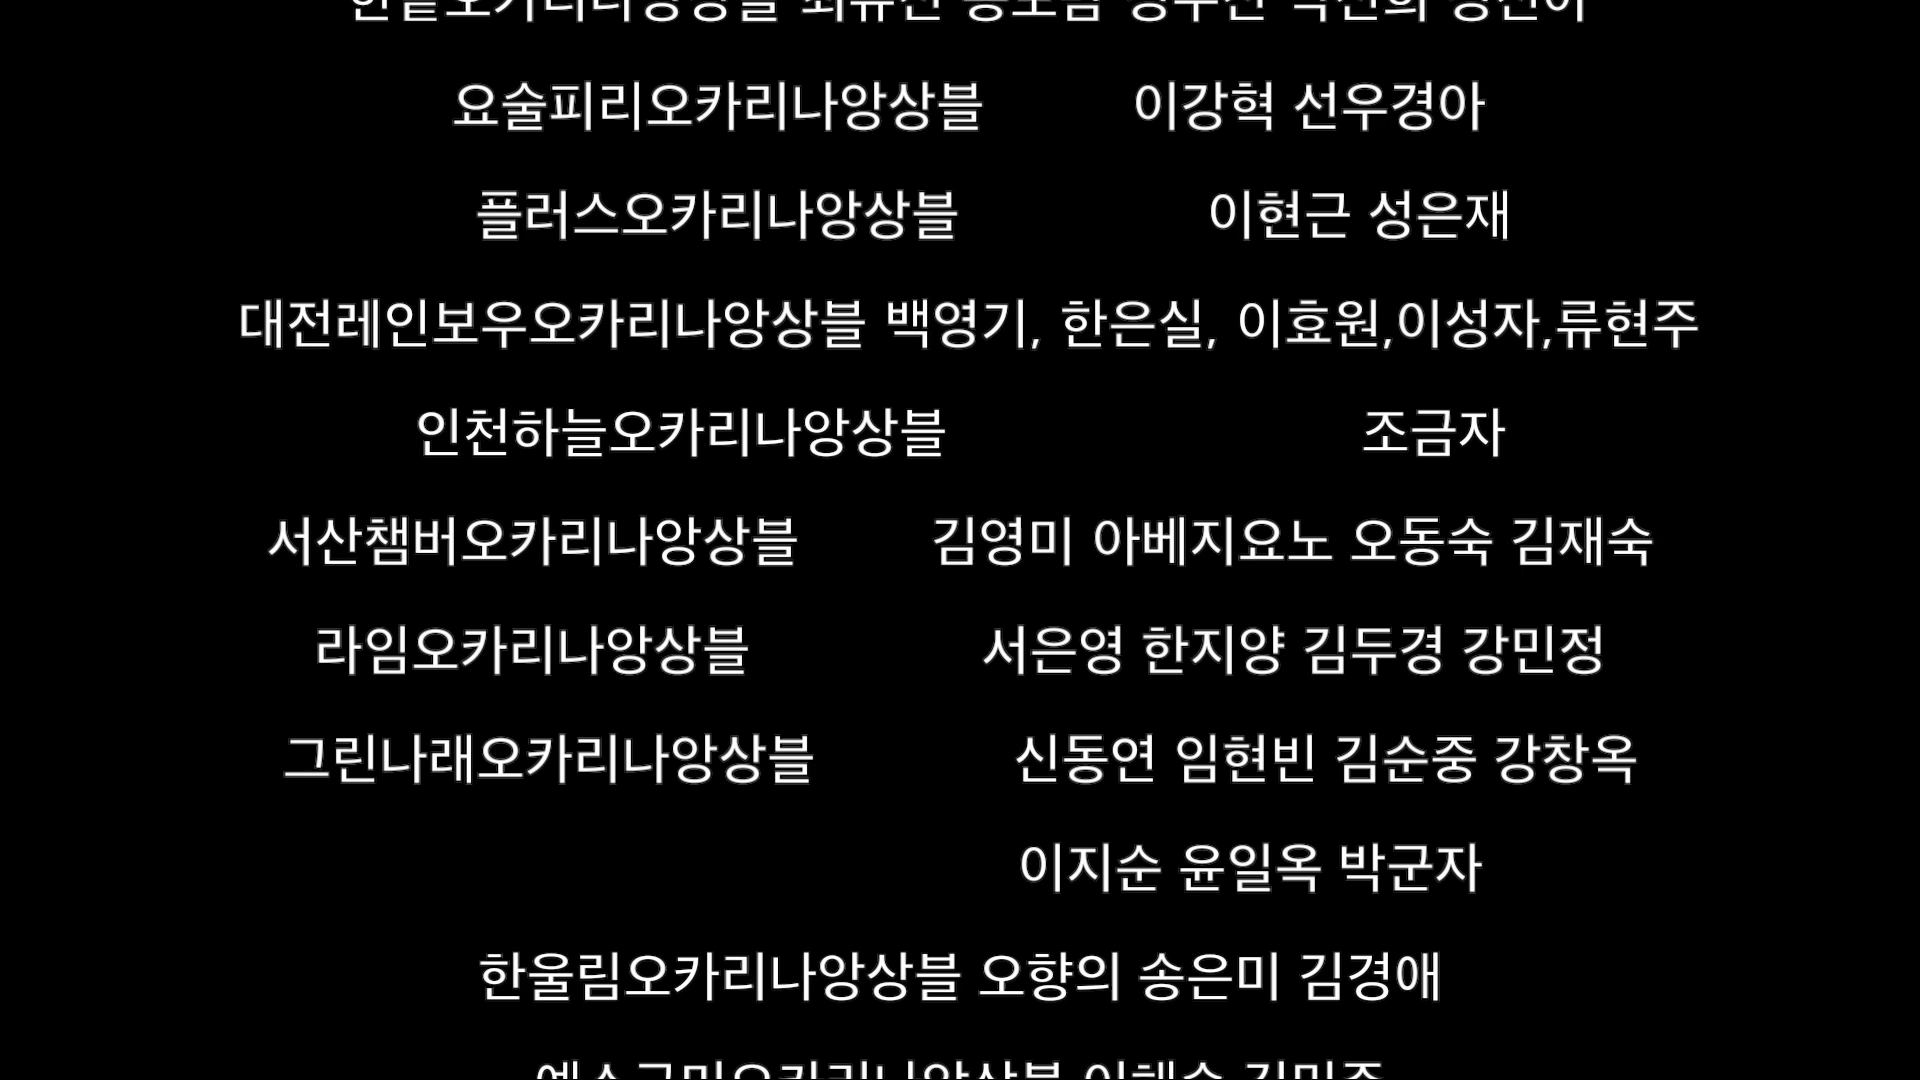 요술피리오카리나앙상블 이강혁 선우경아
플러스오카리나앙상블 이현근 성은재
대전레인보우오카리나앙상블 백영기, 한은실, 이효원,이성자,류현주
인천하늘오카리나앙상블 조금자
서산챔버오카리나앙상블 김영미 아베지요노 오동숙 김재숙
라임오카리나앙상블 서은영 한지양 김두경 강민정
그린나래오카리나앙상블 신동연 임현빈 김순중 강창옥
이지순 윤일옥 박군자
한울림오카리나앙상블 오향의 송은미 김경애